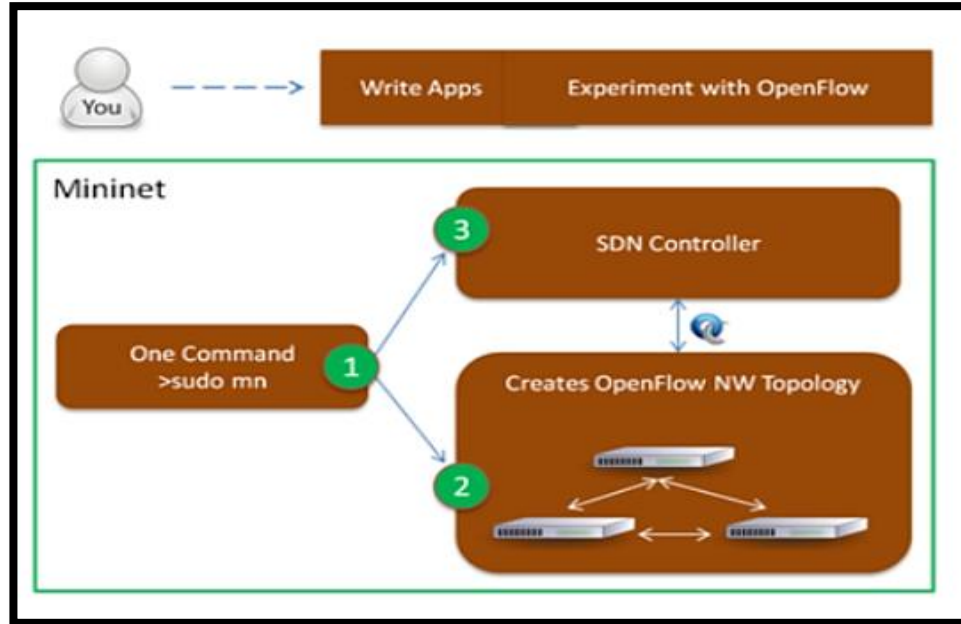 You
Write Apps
Experiment with OpenFlow
Mininet
3
SDN Controller
One Command
>sudo mn
1
Creates OpenFlow NW Topology
2